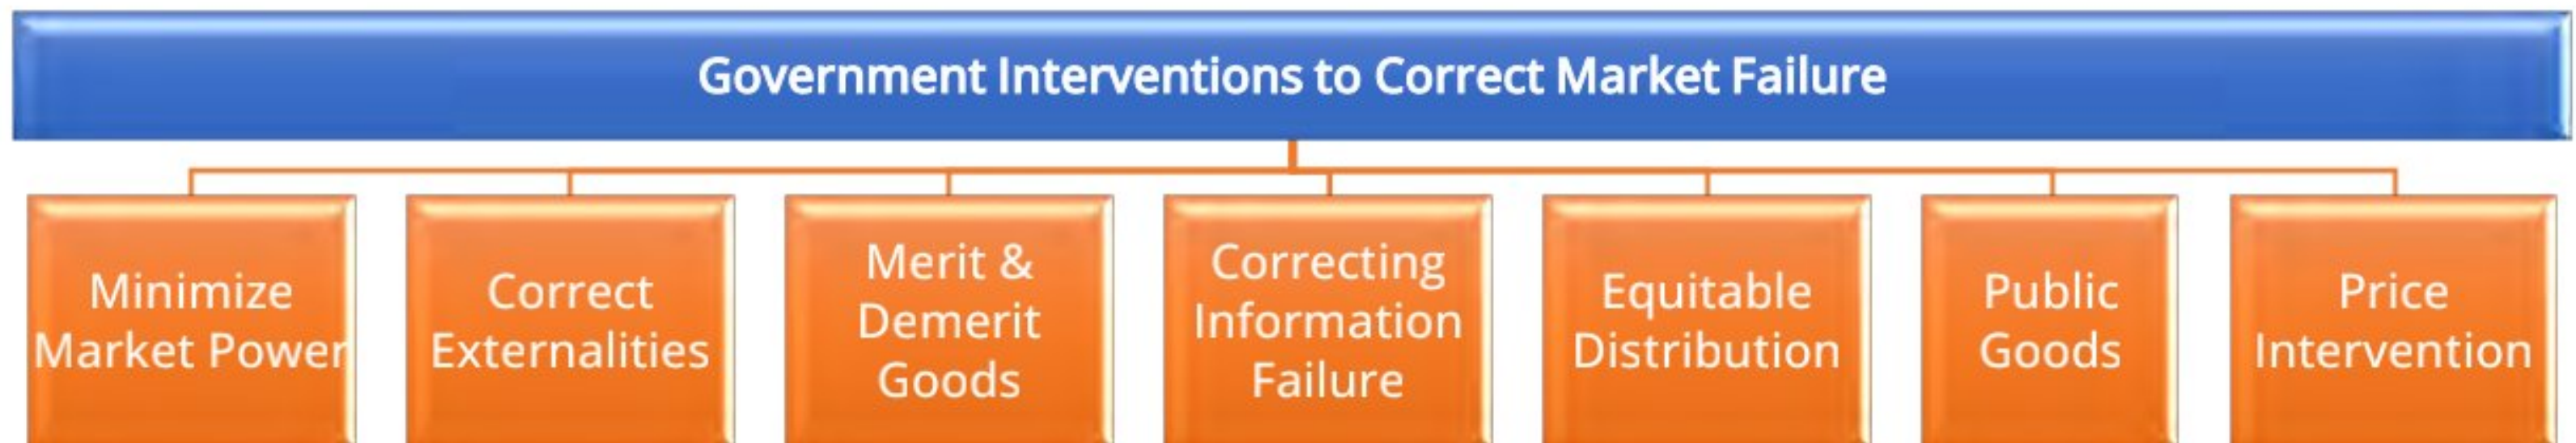 Government Interventions to Correct Market Failure
Minimize
Market Power
Correct
Externalities
Merit &
Demerit
Goods
Correcting
Information
Failure
Equitable
Distribution
Public
Goods
Price
Intervention